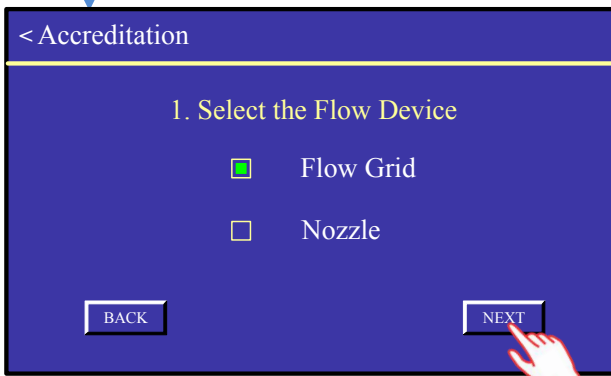 < Accreditation
1. Select the Flow Device
Flow Grid
Nozzle
BACK
NEXT